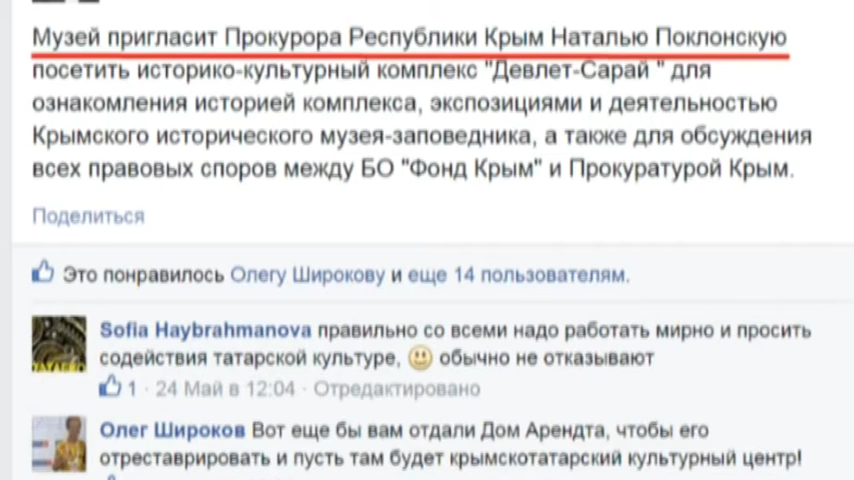 Музей пригласит Прокурора Республики Крым Наталью Поклонскую
посетить историко-культурный комплекс "Девлет-Сарай " для
ознакомления историей комплекса, экспозициями и деятельностью
Крымского исторического музея-заповедника, а также для обсуждения
всех правовых споров между БО "Фонд Крым" и Прокуратурой Крым.
Поделиться
Это понравилось Олегу Широкову и еще 14 пользователям.
Sofia Haybrahmanova правильно со всеми надо работать мирно и просить
содействия татарской культуре, 🙂 обычно не отказывают
1 · 24 Май в 12:04 · Отредактировано
Олег Широков Вот еще бы вам отдали Дом Арендта, чтобы его
отреставрировать и пусть там будет крымскотатарский культурный центр!